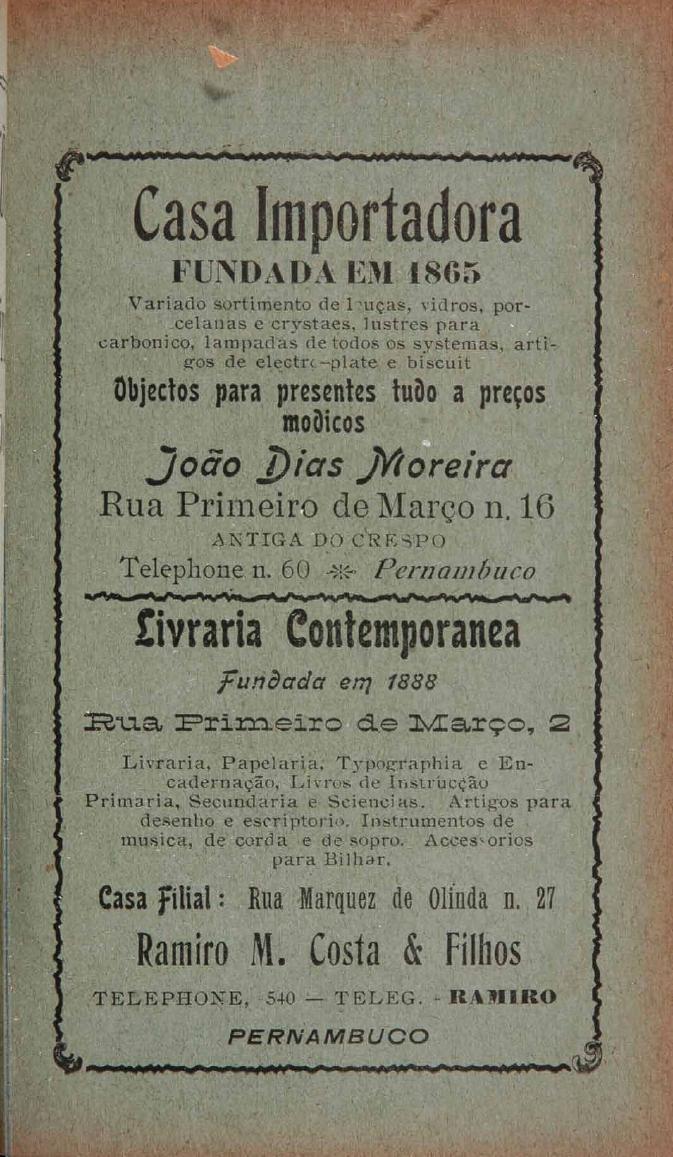 Casa Importadora
FUNDADA EM 1865
Variado sortimento de louças, vidros, por-
celanas e crystaes, lustres para
carbonico, lampadas de todos os systemas, arti-
gos de electro-plate e biscuit
Objectos para presentes tudo a preços
modicos
João Dias Moreira
Rua Primeiro de Março n. 16
ANTIGA DO CRESPO
Telephone n. 60 Pernambuco
Livraria Contemporanea
Fundada em 1888
Rua Primeiro de Março, 2
Livraria, Papelaria, Typographia e En-
cadernação, Livros de Instrucção
Primaria, Secundaria e Sciencias. Artigos para
desenho e escriptorio. Instrumentos de
musica, de corda e de sopro. Accessorios
para Bilhar.
Casa Filial: Rua Marquez de Olinda n. 27
Ramiro M. Costa & Filhos
TELEPHONE, 540 — TELEG. - RAMIRO
PERNAMBUCO